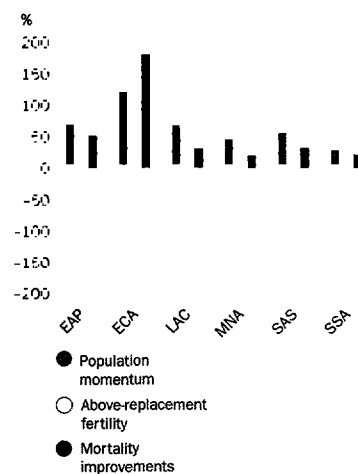 %
200
150
100
50
0
-50
-100
-150
-200
EAP ECA LAC MNA SAS SSA
Population
momentum
Above-replacement
fertility
Mortality
improvements